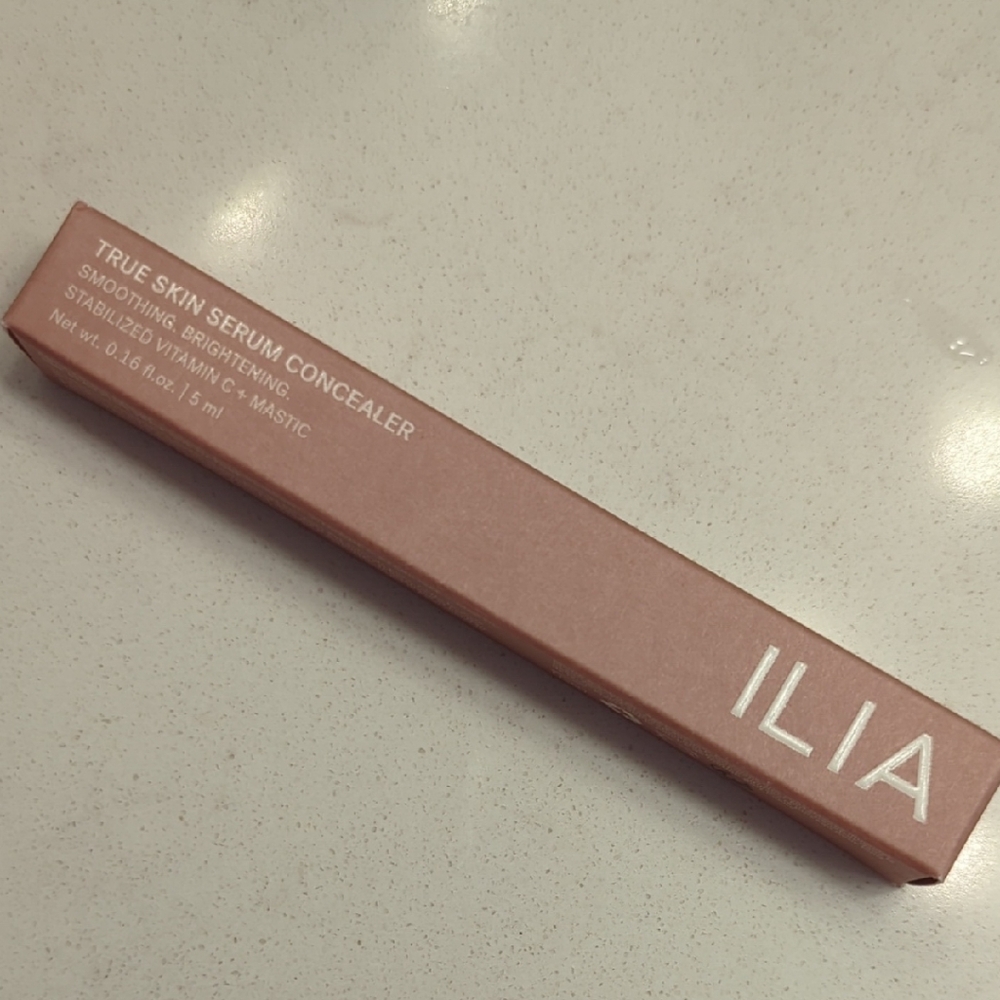 TRUE SKIN SERUM CONCEALER
SMOOTHING. BRIGHTENING.
STABILIZED VITAMIN C + MASTIC
Net wt. 0.16 fl.oz. | 5 ml
ILIA